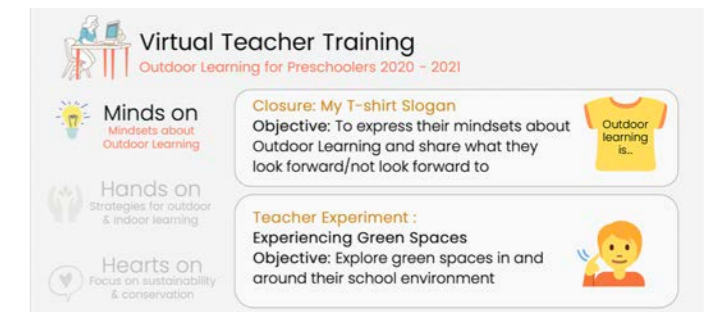 Virtual Teacher Training
Outdoor Learning for Preschoolers 2020 - 2021
Minds on
Mindsets about
Outdoor Learning
Hands on
Strategies for outdoor
& indoor learning
Hearts on
Focus on sustainability
& conservation
Closure: My T-shirt Slogan
Objective: To express their mindsets about
Outdoor Learning and share what they
look forward/not look forward to
Outdoor
learning
is..
Teacher Experiment :
Experiencing Green Spaces
Objective: Explore green spaces in and
around their school environment